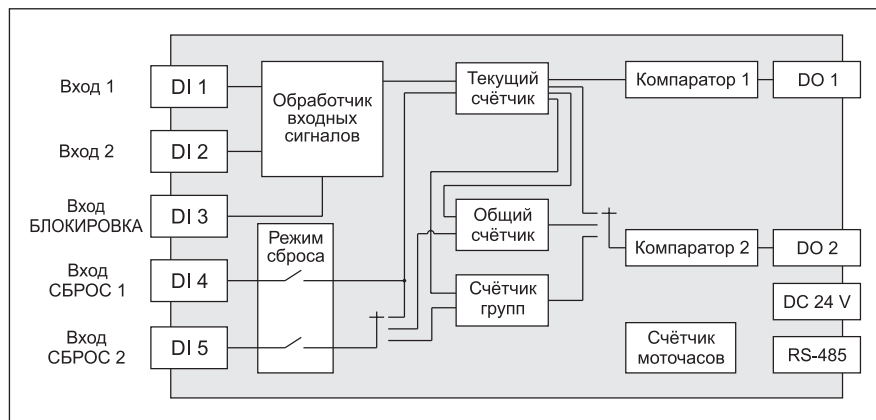 Вход 1
DI 1
Обработчик
входных
сигналов
Текущий
счётчик
Компаратор 1
DO 1
Вход 2
DI 2
Вход
БЛОКИРОВКА
DI 3
Общий
счётчик
Режим
сброса
Компаратор 2
DO 2
Вход
СБРОС 1
DI 4
Счётчик
групп
DC 24 V
Вход
СБРОС 2
DI 5
Счётчик
моточасов
RS-485